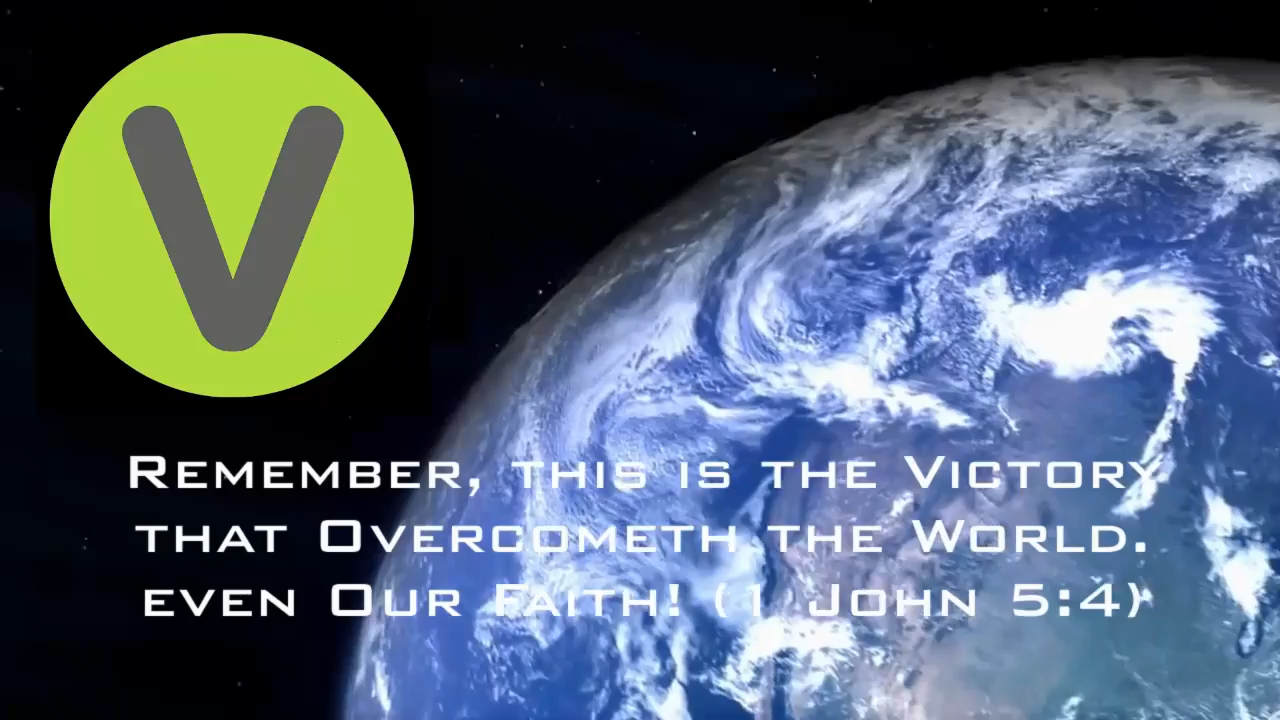 V
Remember, this is the Victory
that Overcometh the World.
even Our Faith! (1 John 5:4)